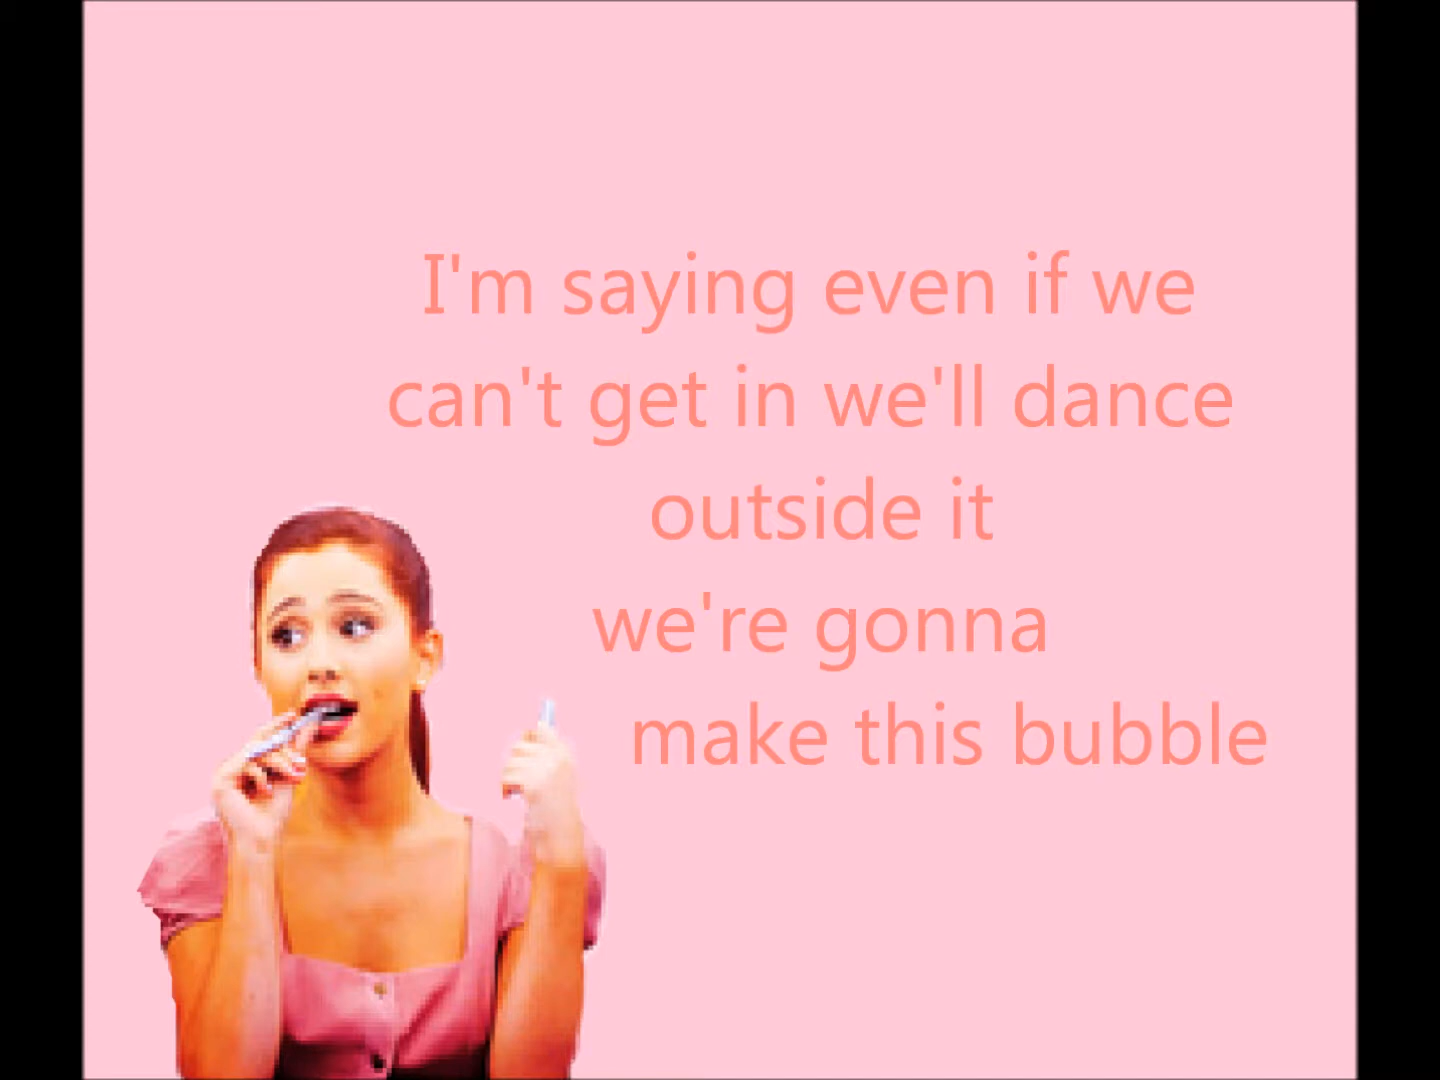 I'm saying even if we
can't get in we'll dance
outside it
we're gonna
make this bubble